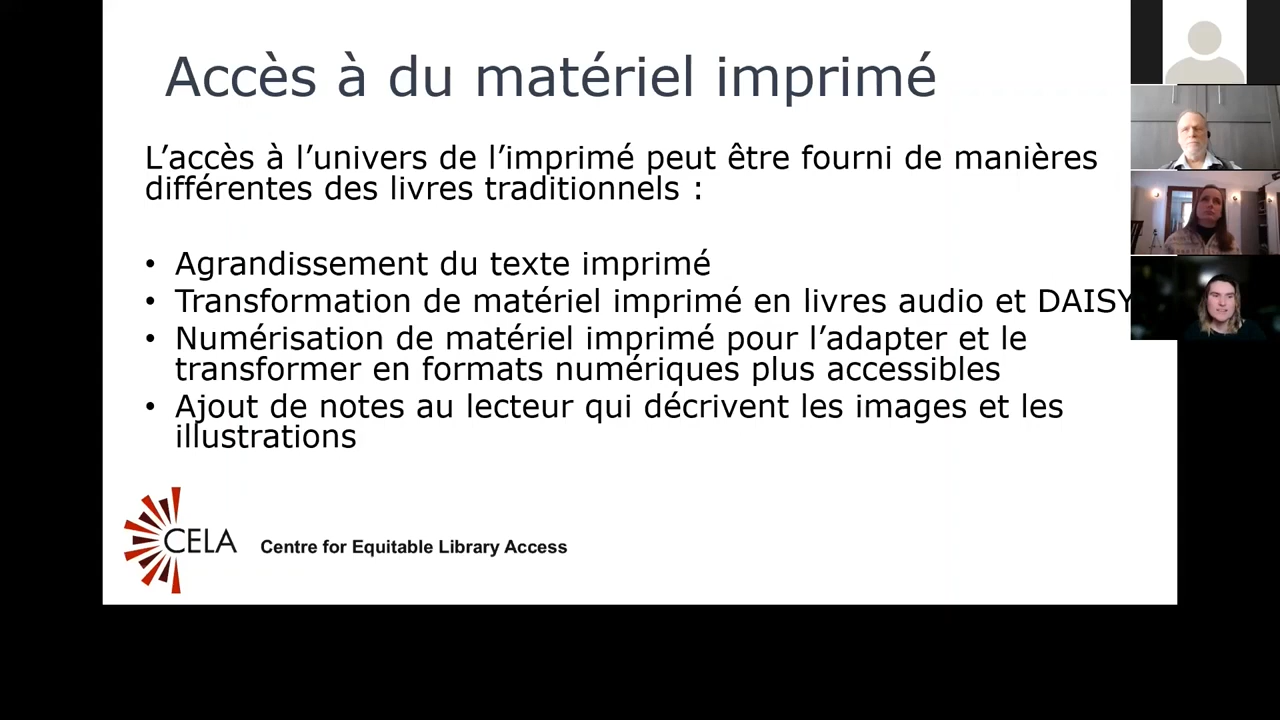 Accès à du matériel imprimé
L’accès à l’univers de l’imprimé peut être fourni de manières
différentes des livres traditionnels :
• Agrandissement du texte imprimé
• Transformation de matériel imprimé en livres audio et DAISY
• Numérisation de matériel imprimé pour l’adapter et le
transformer en formats numériques plus accessibles
• Ajout de notes au lecteur qui décrivent les images et les
illustrations
CELA
Centre for Equitable Library Access